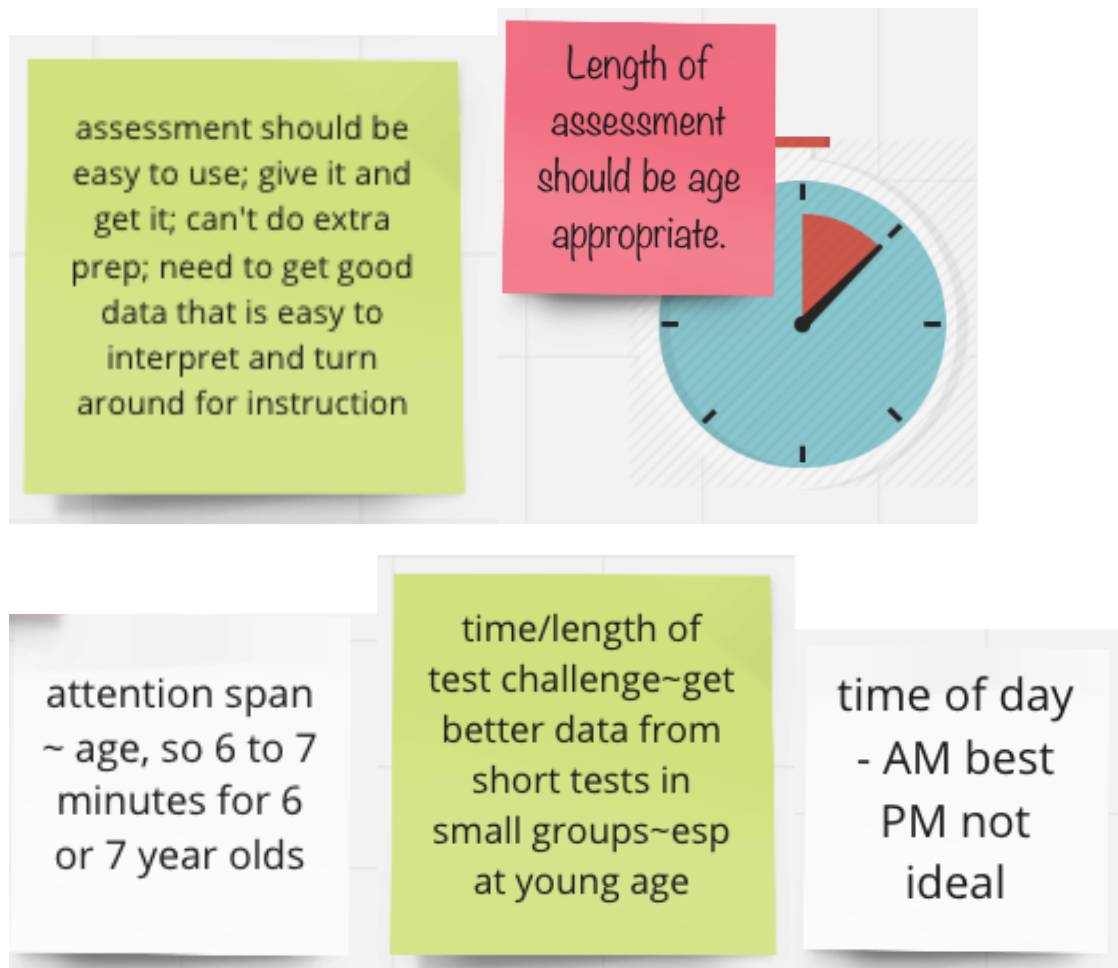 assessment should be
easy to use; give it and
get it; can't do extra
prep; need to get good
data that is easy to
interpret and turn
around for instruction
Length of
assessment
should be age
appropriate.
attention span
~ age, so 6 to 7
minutes for 6
or 7 year olds
time/length of
test challenge~get
better data from
short tests in
small groups~esp
at young age
time of day
- AM best
PM not
ideal